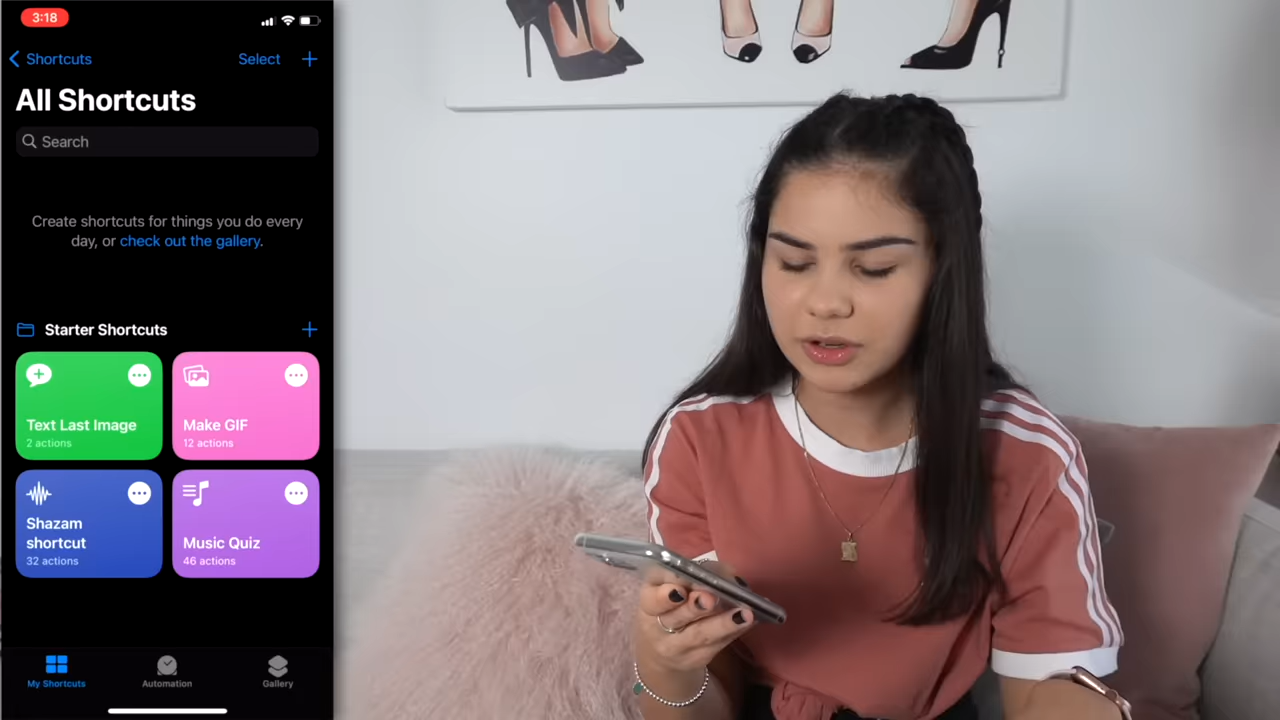 3:18
Shortcuts
Select
All Shortcuts
Search
Create shortcuts for things you do every
day, or check out the gallery.
Starter Shortcuts
Text Last Image
2 actions
Make GIF
12 actions
Shazam
shortcut
32 actions
Music Quiz
46 actions
My Shortcuts
Automation
Gallery